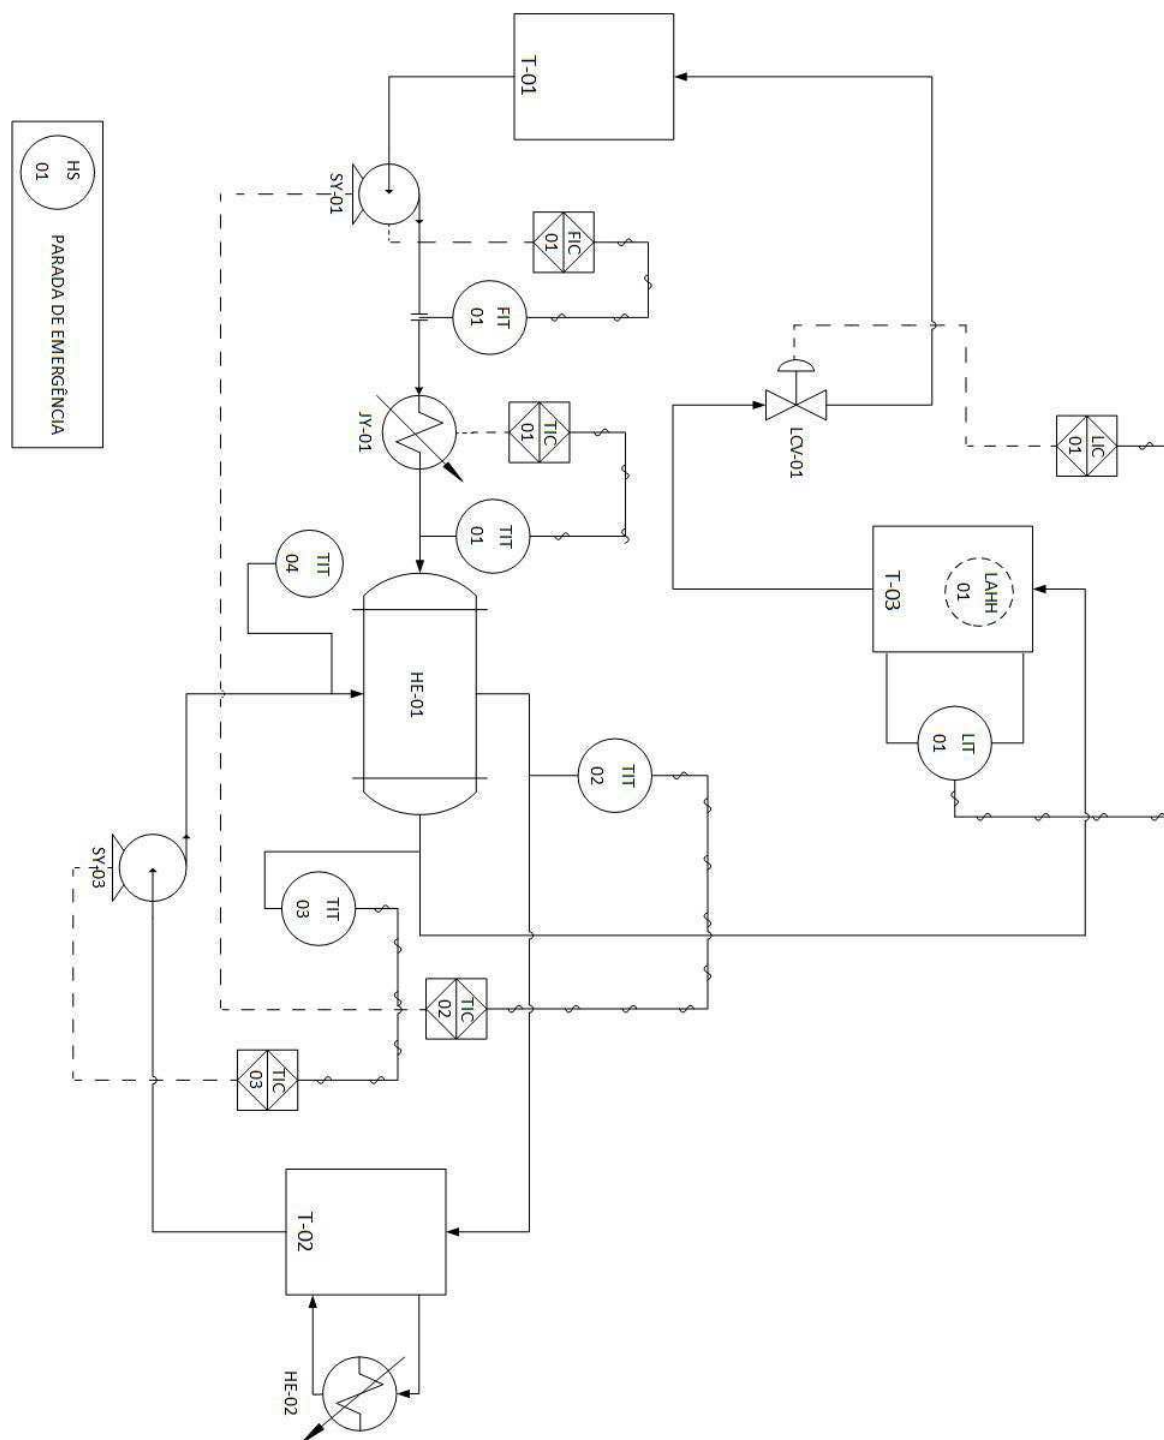 T-01
HS
01
PARADA DE EMERGÊNCIA
SY-01
FIC
01
FIT
01
JY-01
TIC
01
TIT
01
LCV-01
LIC
01
TIT
04
HE-01
T-03
LAHH
01
LIT
01
TIT
02
SY-03
TIT
03
TIC
02
TIC
03
T-02
HE-02